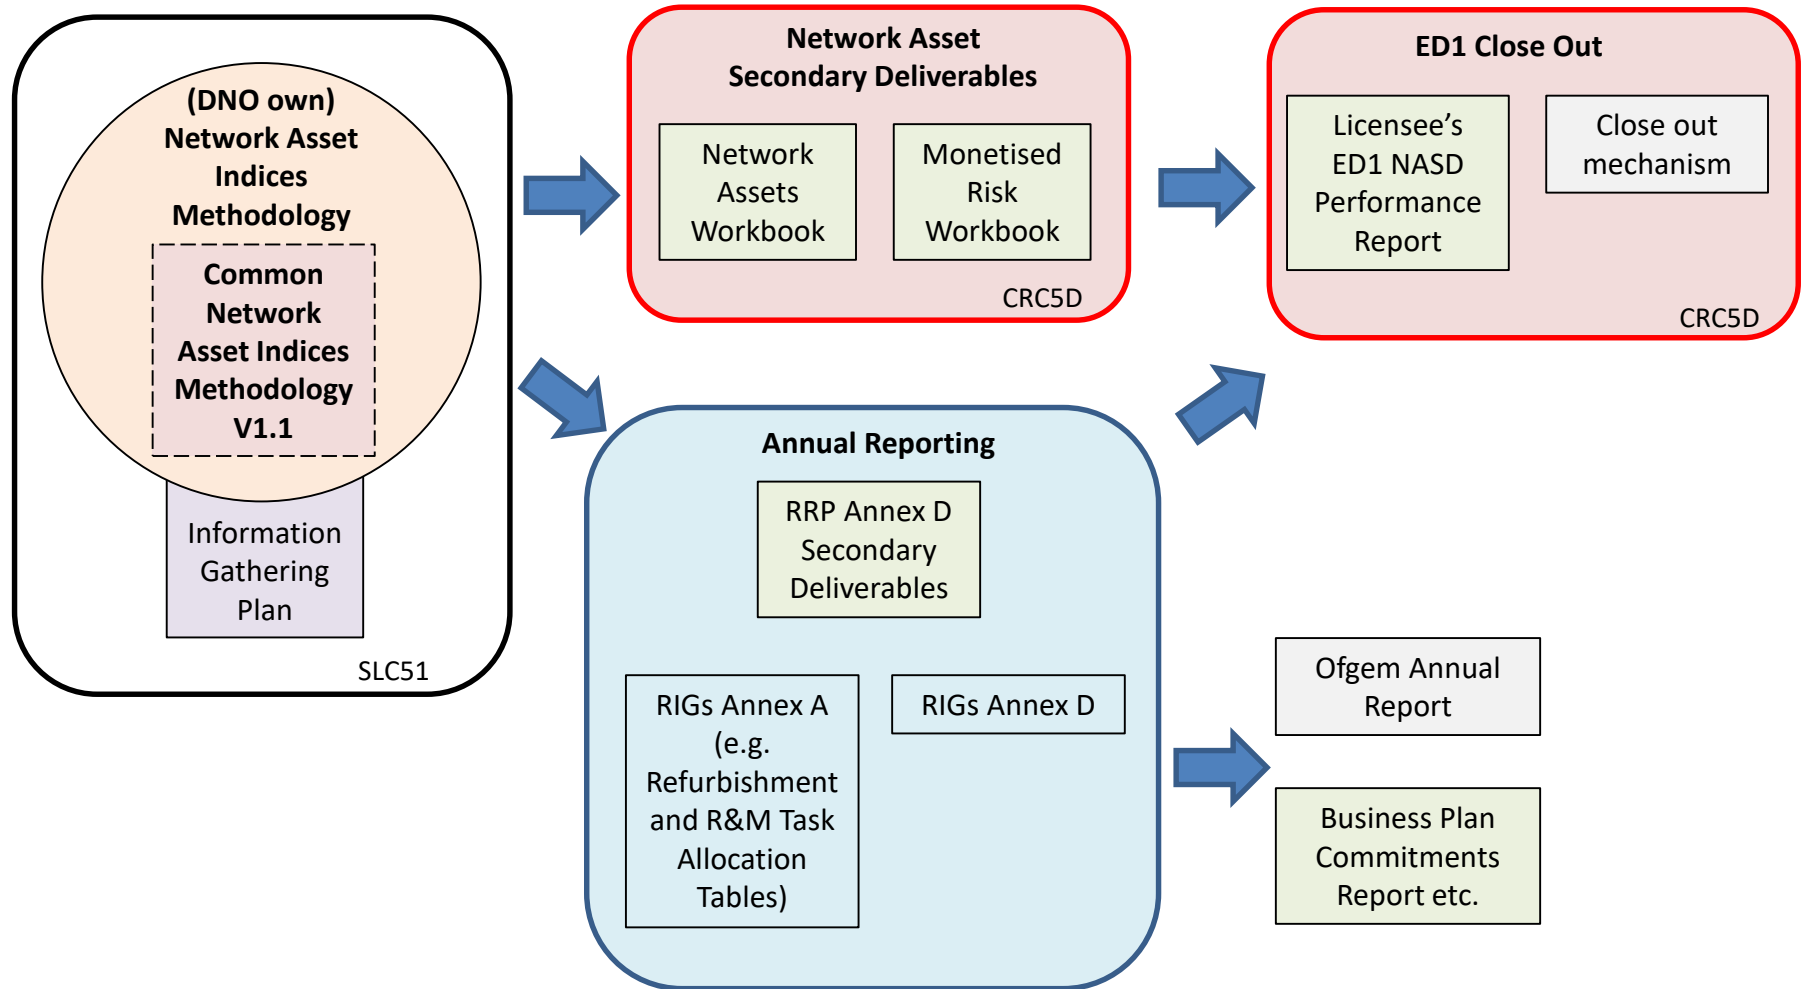 (DNO own)
Network Asset
Indices
Methodology
Common
Network
Asset Indices
Methodology
V1.1
Information
Gathering
Plan
SLC51
Network Asset
Secondary Deliverables
Network
Assets
Workbook
Monetised
Risk
Workbook
CRC5D
ED1 Close Out
Licensee’s
ED1 NASD
Performance
Report
Close out
mechanism
CRC5D
Annual Reporting
RRP Annex D
Secondary
Deliverables
RIGs Annex A
(e.g.
Refurbishment
and R&M Task
Allocation
Tables)
RIGs Annex D
Ofgem Annual
Report
Business Plan
Commitments
Report etc.